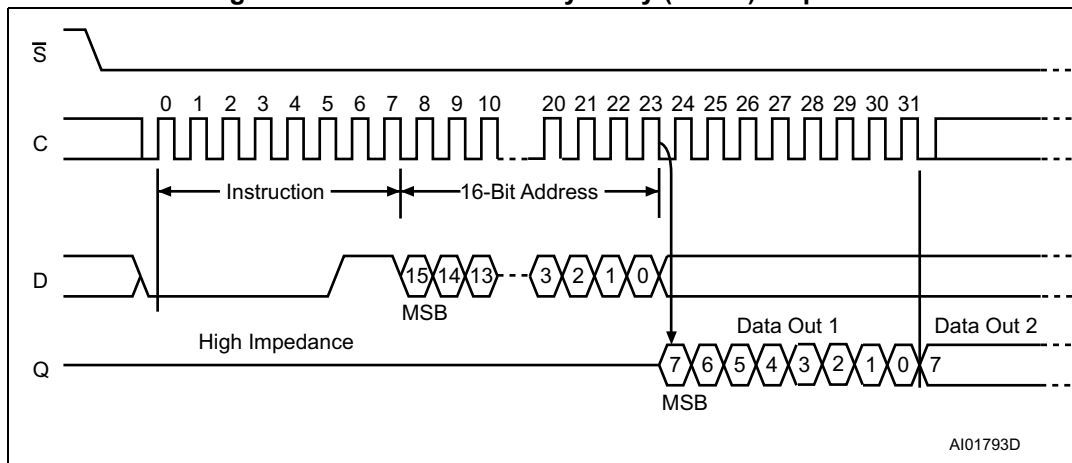 S̅
0 1 2 3 4 5 6 7 8 9 10 20 21 22 23 24 25 26 27 28 29 30 31
C
Instruction 16-Bit Address
D 15 14 13 3 2 1 0
MSB
High Impedance Data Out 1 Data Out 2
Q 7 6 5 4 3 2 1 0 7
MSB
AI01793D